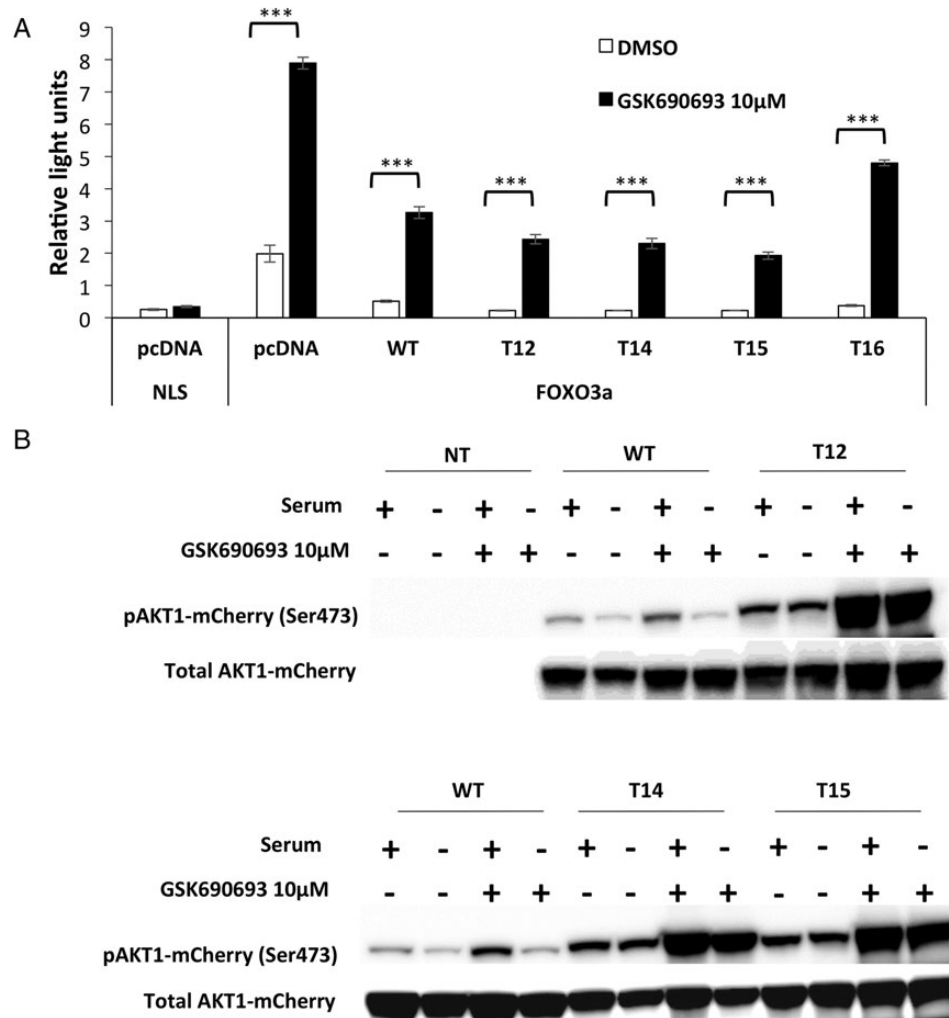 A
Relative light units
9
8
7
6
5
4
3
2
1
0
***
***
***
***
***
***
DMSO
GSK690693 10μM
pcDNA pcDNA WT T12 T14 T15 T16
NLS FOXO3a
B
NT WT T12
Serum + - + - + - + - + - + -
GSK690693 10μM - - + + - - + + - - + +
pAKT1-mCherry (Ser473)
Total AKT1-mCherry
WT T14 T15
Serum + - + - + - + - + - + -
GSK690693 10μM - - + + - - + + - - + +
pAKT1-mCherry (Ser473)
Total AKT1-mCherry